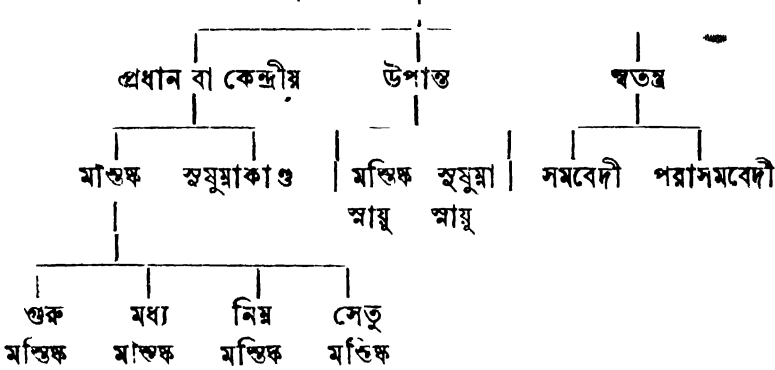 প্রধান বা কেন্দ্রীয় উপান্ত স্বতন্ত্র
মস্তিষ্ক সুষুম্নাকাণ্ড মস্তিষ্ক সুষুম্না সমবেদী পরাসমবেদী
স্নায়ু স্নায়ু
গুরু মধ্য নিম্ন সেতু
মস্তিষ্ক মস্তিষ্ক মস্তিষ্ক মস্তিষ্ক